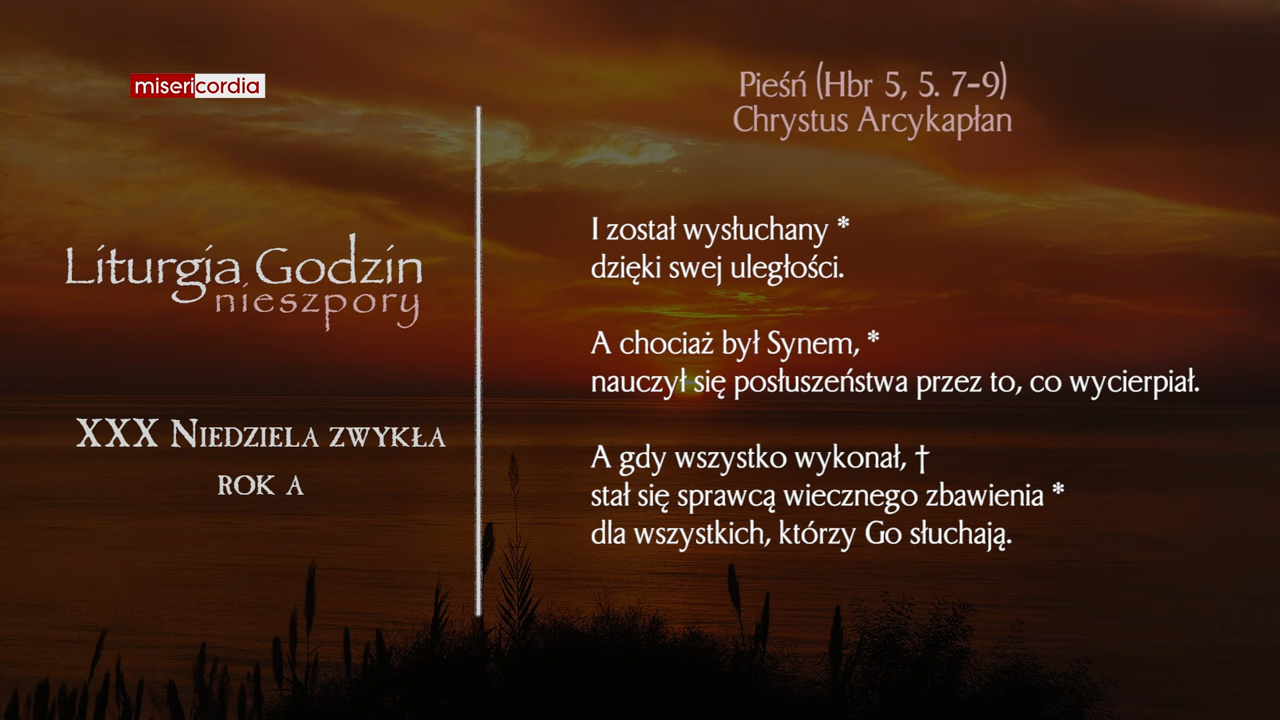 misericordia
Liturgia Godzin
nieszpory
XXX Niedziela zwykła
rok A
Pieśń (Hbr 5, 5. 7-9)
Chrystus Arcykapłan
I został wysłuchany *
dzięki swej uległości.
A chociaż był Synem, *
nauczył się posłuszeństwa przez to, co wycierpiał.
A gdy wszystko wykonał, †
stał się sprawcą wiecznego zbawienia *
dla wszystkich, którzy Go słuchają.